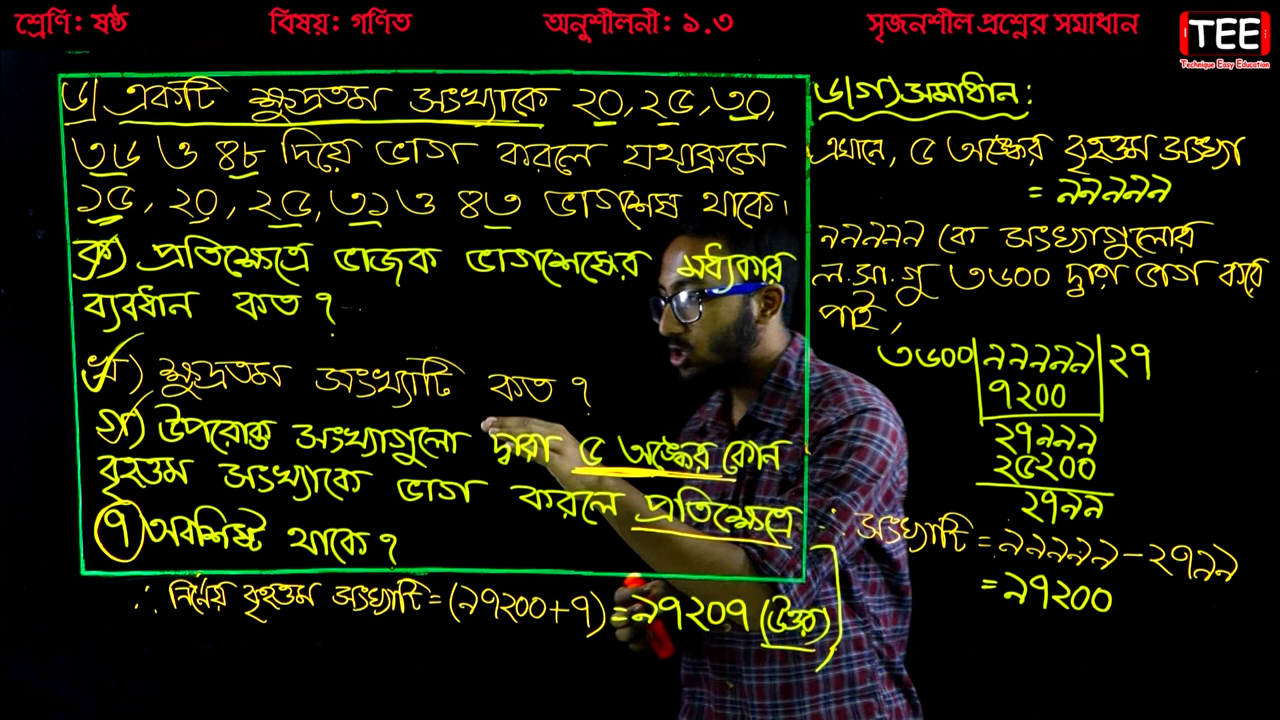 শ্রেণি: ষষ্ঠ
বিষয়: গণিত
অনুশীলনী: ১.৩
সৃজনশীল প্রশ্নের সমাধান
TEE
Technique Easy Education
৬) একটি ক্ষুদ্রতম সংখ্যাকে ২০, ২৫, ৩০,
৩৬ ও ৪৮ দিয়ে ভাগ করলে যথাক্রমে
১৫, ২০, ২৫, ৩১ ও ৪৩ ভাগশেষ থাকে।
ক) প্রতিক্ষেত্রে ভাজক ভাগশেষের মধ্যকার
ব্যবধান কত ?
খ) ক্ষুদ্রতম সংখ্যাটি কত ?
গ) উপরোক্ত সংখ্যাগুলো দ্বারা ৫ অঙ্কের কোন
বৃহত্তম সংখ্যাকে ভাগ করলে প্রতিক্ষেত্রে
৭ অবশিষ্ট থাকে ?
৬(গ) সমাধান:
এখানে, ৫ অঙ্কের বৃহত্তম সংখ্যা
= ৯৯৯৯৯
৯৯৯৯৯ কে সংখ্যাগুলোর
ল.সা.গু ৩৬০০ দ্বারা ভাগ করে
পাই,
৩৬০০|৯৯৯৯৯|২৭
৭২০০
২৭৯৯৯
২৫২০০
২৭৯৯
∴ সংখ্যাটি = ৯৯৯৯৯ - ২৭৯৯
= ৯৭২০০
∴ নির্ণেয় বৃহত্তম সংখ্যাটি = (৯৭২০০+৭) = ৯৭২০৭ (উত্তর)